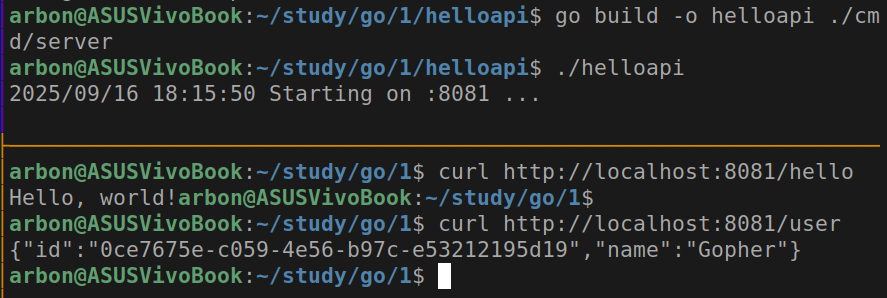 arbon@ASUSVivoBook:~/study/go/1/helloapi$ go build -o helloapi ./cm
d/server
arbon@ASUSVivoBook:~/study/go/1/helloapi$ ./helloapi
2025/09/16 18:15:50 Starting on :8081 ...
arbon@ASUSVivoBook:~/study/go/1$ curl http://localhost:8081/hello
Hello, world!arbon@ASUSVivoBook:~/study/go/1$
arbon@ASUSVivoBook:~/study/go/1$ curl http://localhost:8081/user
{"id":"0ce7675e-c059-4e56-b97c-e53212195d19","name":"Gopher"}
arbon@ASUSVivoBook:~/study/go/1$